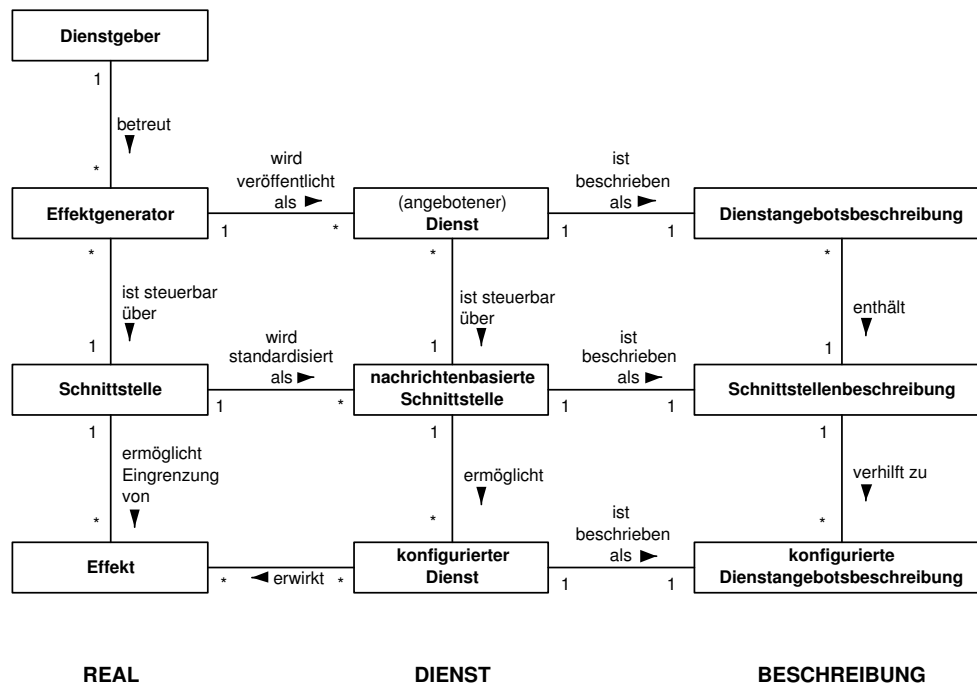 Dienstgeber
1
betreut
*
wird
veröffentlicht
als
ist
beschrieben
als
Effektgenerator
(angebotener)
Dienst
Dienstangebotsbeschreibung
1
*
1
1
*
*
*
ist steuerbar
über
ist steuerbar
über
enthält
1
wird
standardisiert
als
1
ist
beschrieben
als
1
Schnittstelle
nachrichtenbasierte
Schnittstelle
Schnittstellenbeschreibung
1
*
1
1
1
1
1
ermöglicht
Eingrenzung
von
ermöglicht
verhilft zu
*
*
ist
beschrieben
als
*
Effekt
konfigurierter
Dienst
konfigurierte
Dienstangebotsbeschreibung
*
erwirkt
*
1
1
REAL
DIENST
BESCHREIBUNG